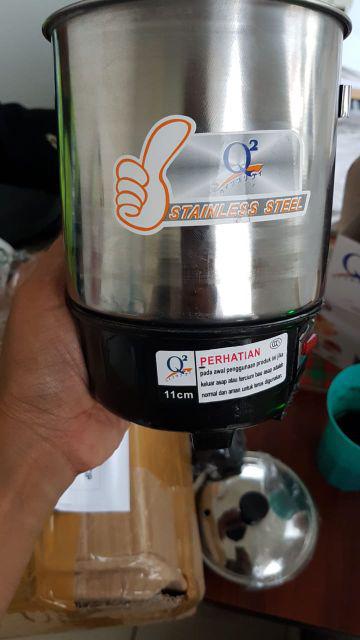 Q2
STAINLESS STEEL
Q2
11cm
PERHATIAN
pada awal penggunaan produk ini jika
keluar asap atau tercium bau asap adalah
normal dan aman untuk terus digunakan.
Q